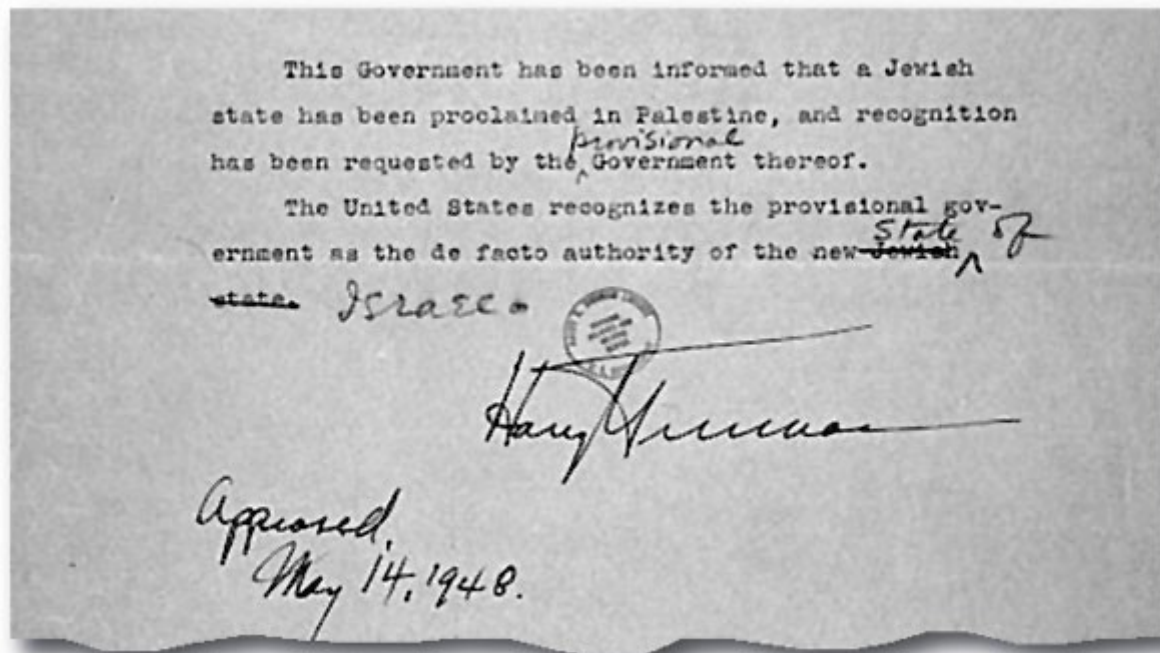 This Government has been informed that a Jewish
state has been proclaimed in Palestine, and recognition
provisional
has been requested by the Government thereof.
The United States recognizes the provisional gov-
State of
ernment as the de facto authority of the new Jewish
state. Israel.
Harry Truman
Approved,
May 14, 1948.